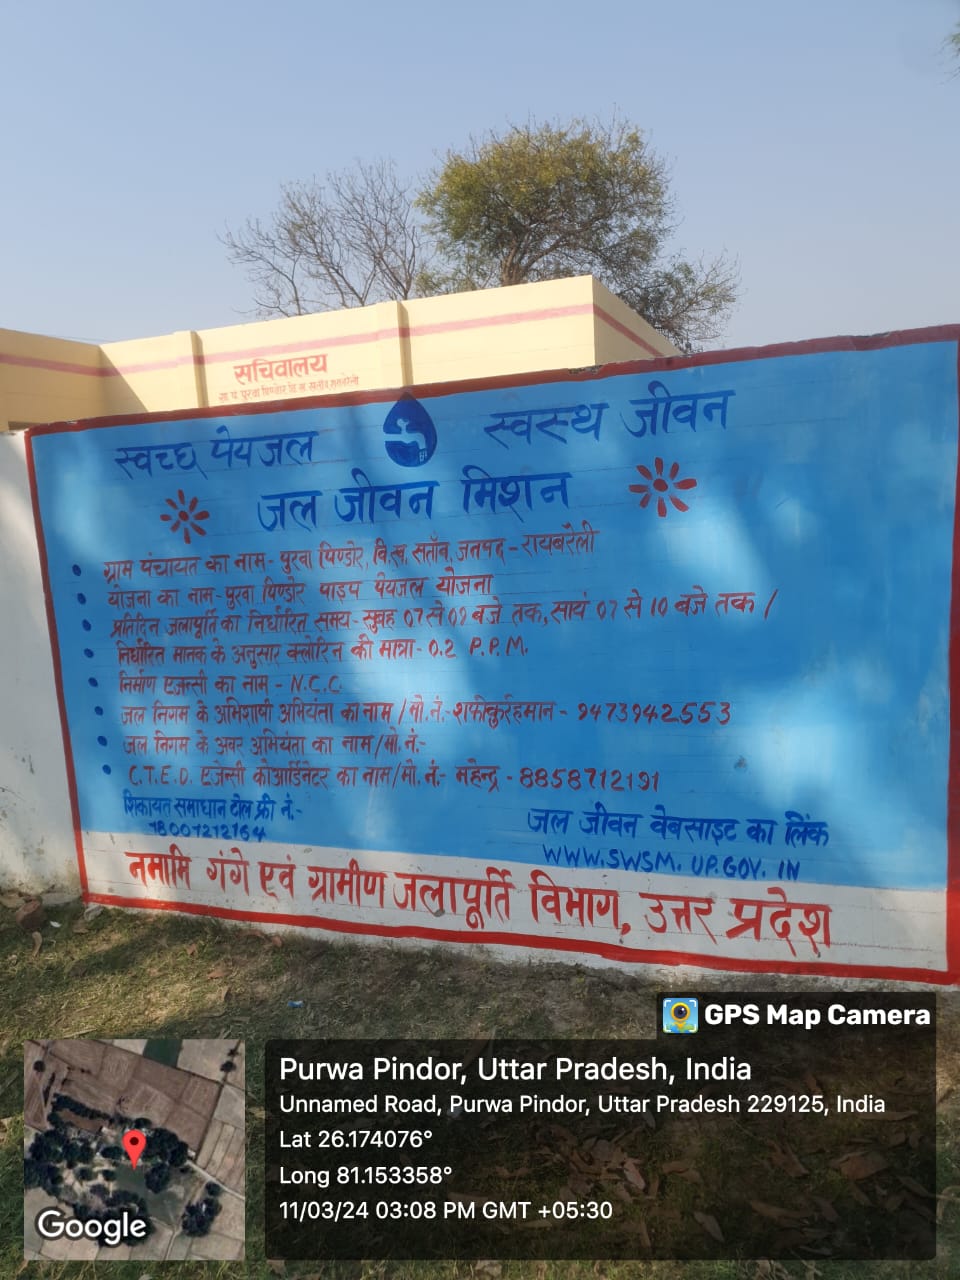 सचिवालय
ग्रा. पं. पुरवा पिण्डोर वि.ख. सतांव रायबरेली
स्वच्छ पेयजल
स्वस्थ जीवन
जल जीवन मिशन
ग्राम पंचायत का नाम- पुरवा पिण्डोर, वि.ख. सताँव, जनपद- रायबरेली
योजना का नाम- पुरवा पिण्डोर पाइप पेयजल योजना
प्रतिदिन जलापूर्ति का निर्धारित समय- सुबह 07 से 09 बजे तक, सायं 07 से 10 बजे तक /
निर्धारित मानक के अनुसार क्लोरिन की मात्रा- 0.2 P.P.M.
निर्माण एजन्सी का नाम - N.C.C.
जल निगम के अभिशाषी अभियंता का नाम / मो. नं.- शफीकुर्रहमान - 9473942553
जल निगम के अवर अभियंता का नाम/मो. नं:-
C.T.E.D. एजेन्सी कोआर्डिनेटर का नाम/मो. नं:- महेन्द्र - 8858712191
शिकायत समाधान टोल फ्री नं.-
18001212164
जल जीवन वेबसाइट का लिंक
WWW.SWSM.UP.GOV.IN
नमामि गंगे एवं ग्रामीण जलापूर्ति विभाग, उत्तर प्रदेश
GPS Map Camera
Purwa Pindor, Uttar Pradesh, India
Unnamed Road, Purwa Pindor, Uttar Pradesh 229125, India
Lat 26.174076°
Long 81.153358°
11/03/24 03:08 PM GMT +05:30
Google